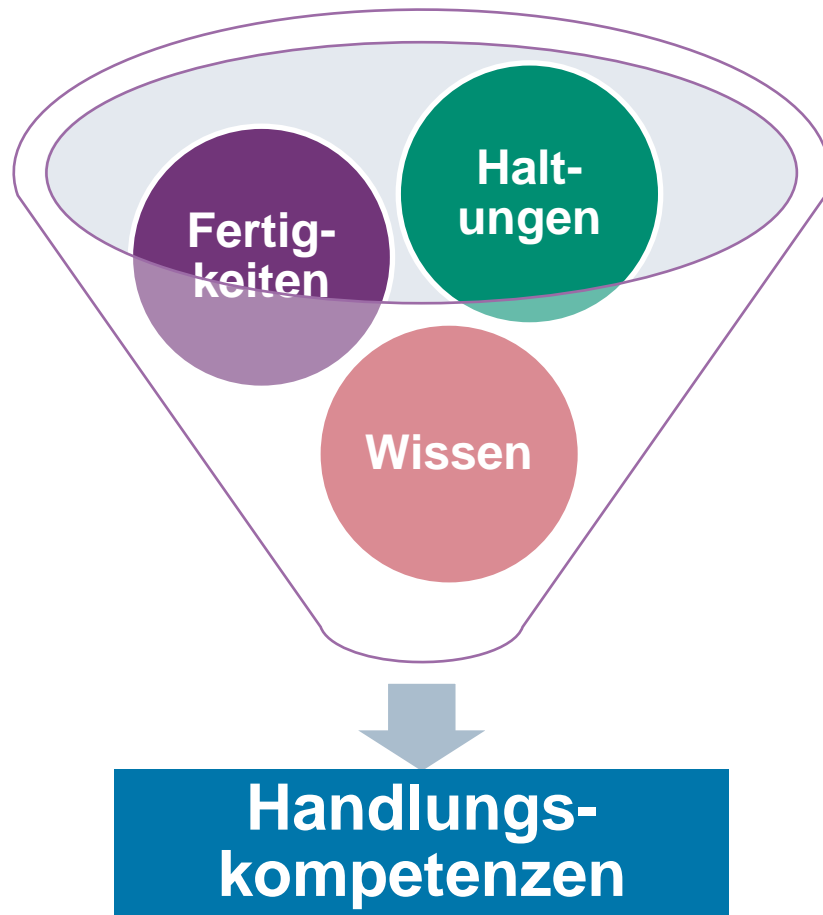 Fertig-
keiten
Halt-
ungen
Wissen
Handlungs-
kompetenzen